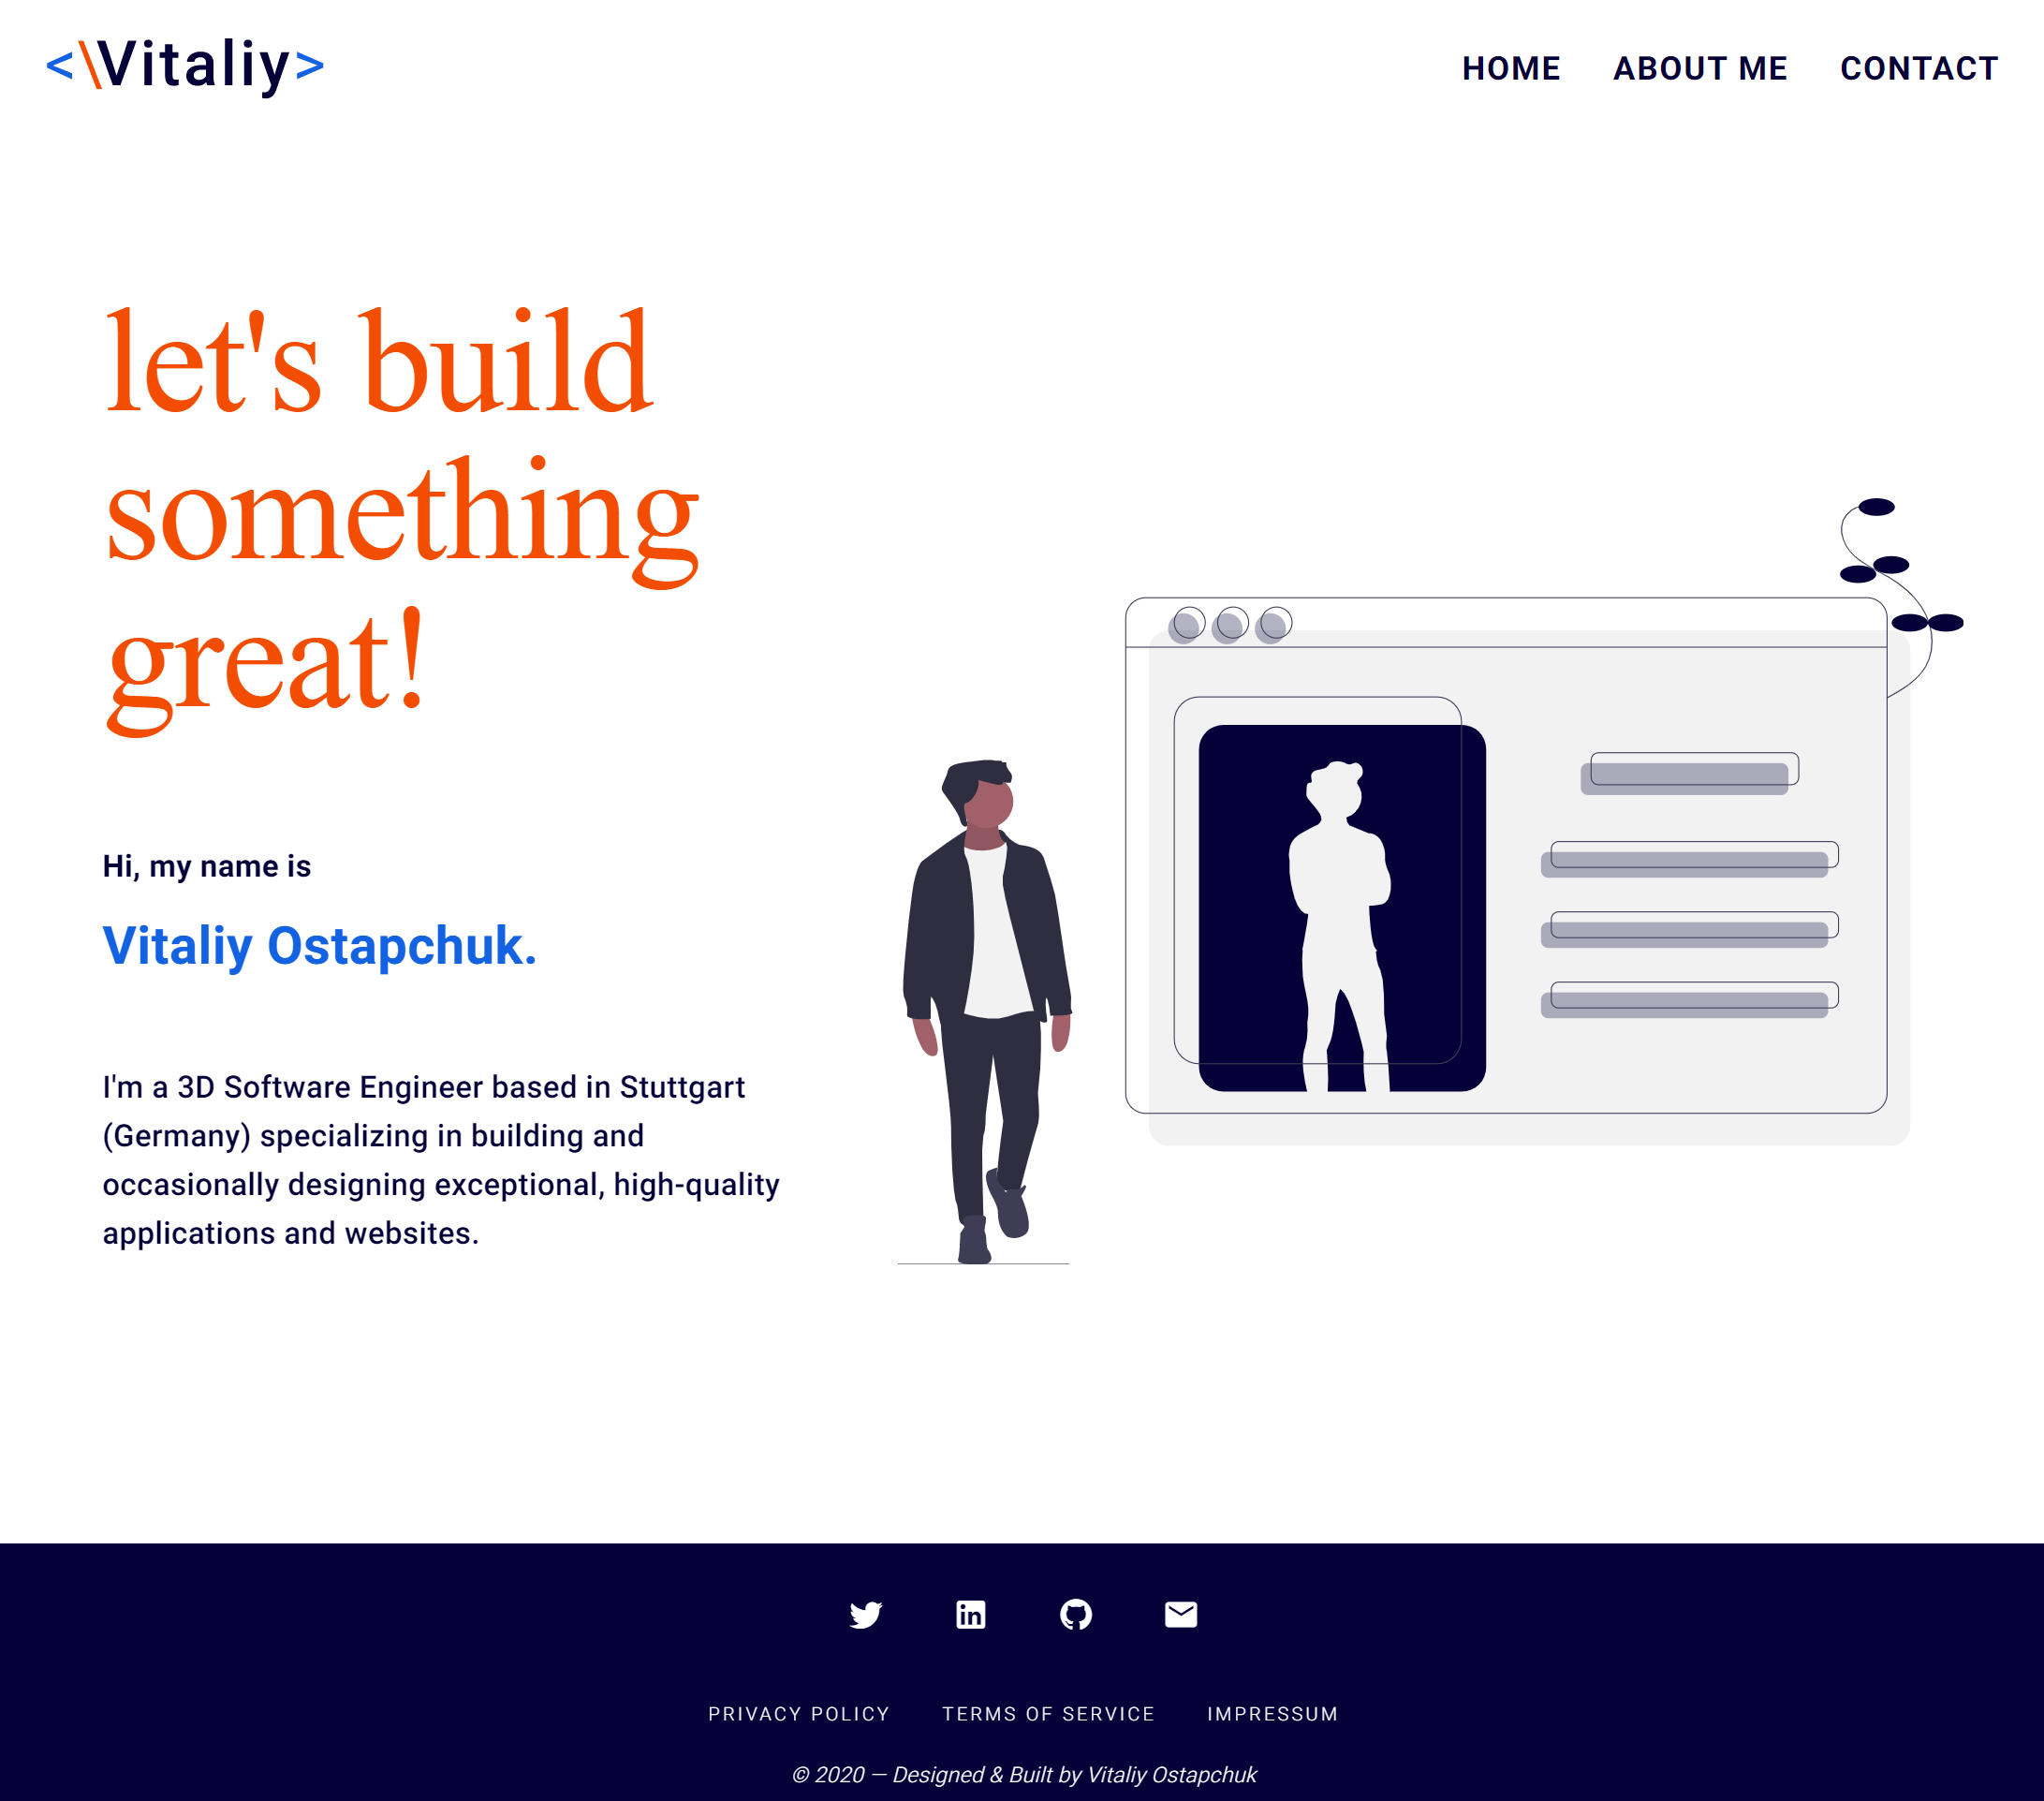 <\Vitaliy>
HOME ABOUT ME CONTACT
let's build
something
great!
Hi, my name is
Vitaliy Ostapchuk.
I'm a 3D Software Engineer based in Stuttgart
(Germany) specializing in building and
occasionally designing exceptional, high-quality
applications and websites.
in
PRIVACY POLICY TERMS OF SERVICE IMPRESSUM
© 2020 — Designed & Built by Vitaliy Ostapchuk